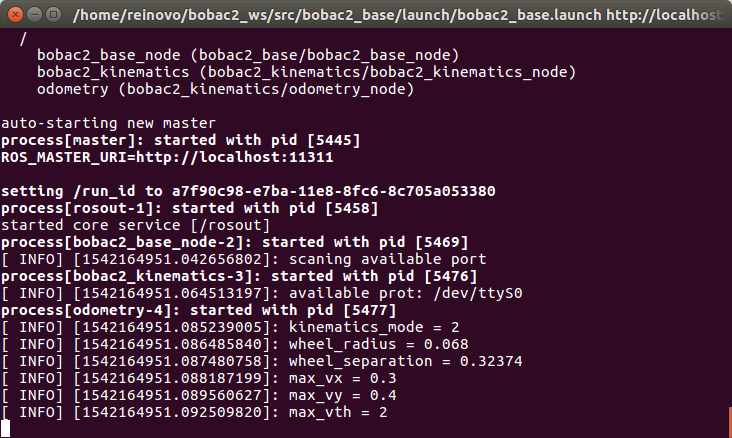 /home/reinovo/bobac2_ws/src/bobac2_base/launch/bobac2_base.launch http://localhost
/
bobac2_base_node (bobac2_base/bobac2_base_node)
bobac2_kinematics (bobac2_kinematics/bobac2_kinematics_node)
odometry (bobac2_kinematics/odometry_node)
auto-starting new master
process[master]: started with pid [5445]
ROS_MASTER_URI=http://localhost:11311
setting /run_id to a7f90c98-e7ba-11e8-8fc6-8c705a053380
process[rosout-1]: started with pid [5458]
started core service [/rosout]
process[bobac2_base_node-2]: started with pid [5469]
[ INFO] [1542164951.042656802]: scaning available port
process[bobac2_kinematics-3]: started with pid [5476]
[ INFO] [1542164951.064513197]: available prot: /dev/ttyS0
process[odometry-4]: started with pid [5477]
[ INFO] [1542164951.085239005]: kinematics_mode = 2
[ INFO] [1542164951.086485840]: wheel_radius = 0.068
[ INFO] [1542164951.087480758]: wheel_separation = 0.32374
[ INFO] [1542164951.088187199]: max_vx = 0.3
[ INFO] [1542164951.089560627]: max_vy = 0.4
[ INFO] [1542164951.092509820]: max_vth = 2